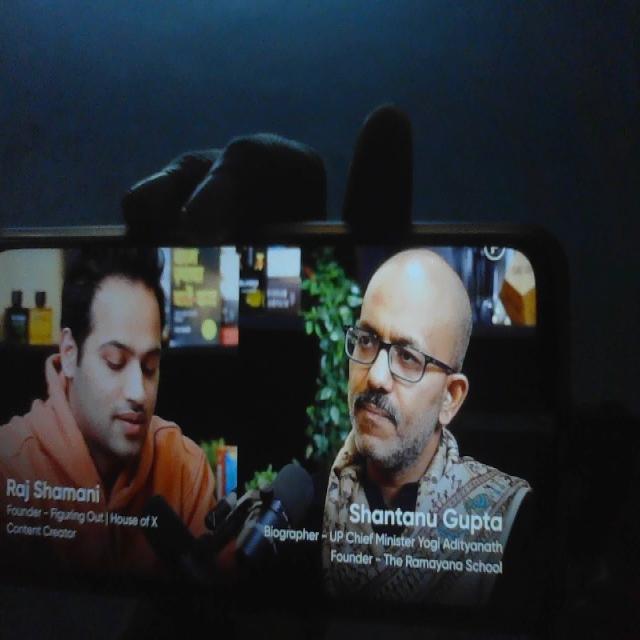 Raj Shamani
Founder - Figuring Out | House of X
Content Creator
Shantanu Gupta
Biographer - UP Chief Minister Yogi Adityanath
Founder - The Ramayana School